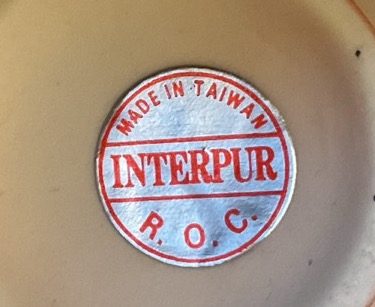 MADE IN TAIWAN
INTERPUR
R. O. C.